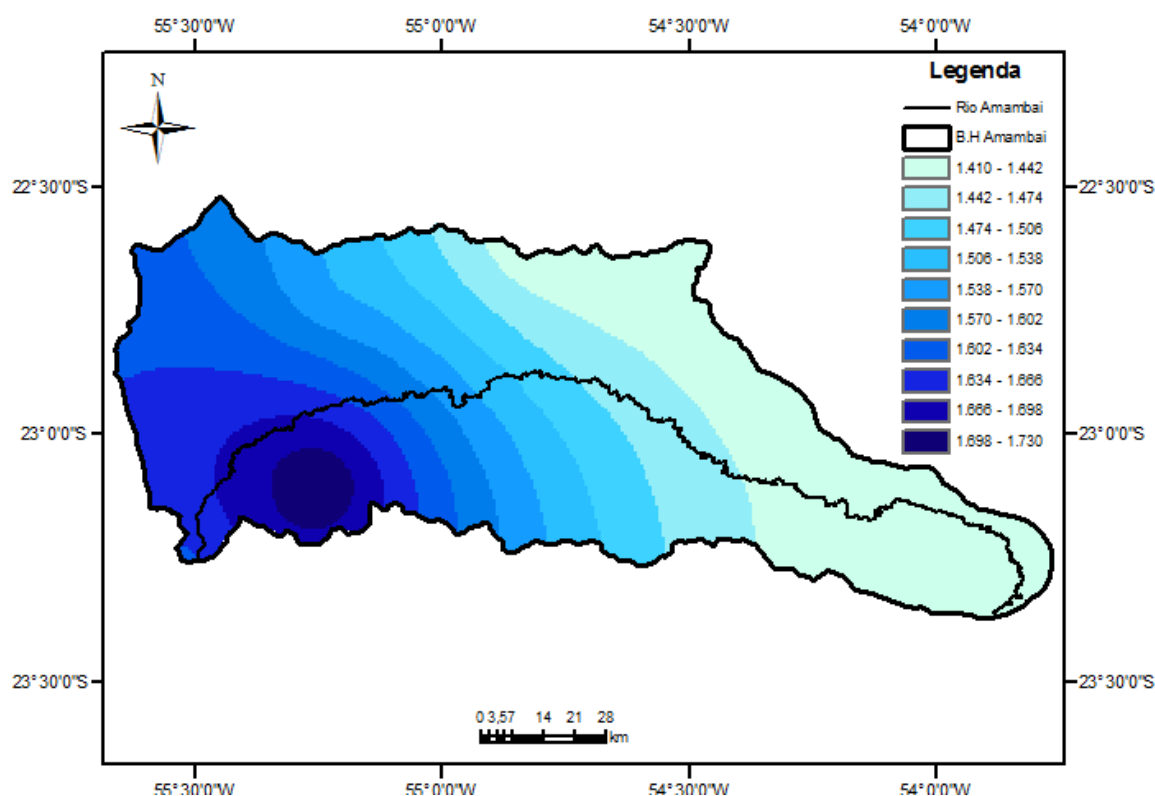 55°30'0"W 55°0'0"W 54°30'0"W 54°0'0"W
Legenda
N
Rio Amambai
B.H Amambai
1.410 - 1.442
22°30'0"S 22°30'0"S
1.442 - 1.474
1.474 - 1.506
1.506 - 1.538
1.538 - 1.570
1.570 - 1.602
1.602 - 1.634
1.634 - 1.666
1.666 - 1.698
23°0'0"S 23°0'0"S
1.698 - 1.730
23°30'0"S 23°30'0"S
0 3,57 14 21 28
km
55°30'0"W 55°0'0"W 54°30'0"W 54°0'0"W